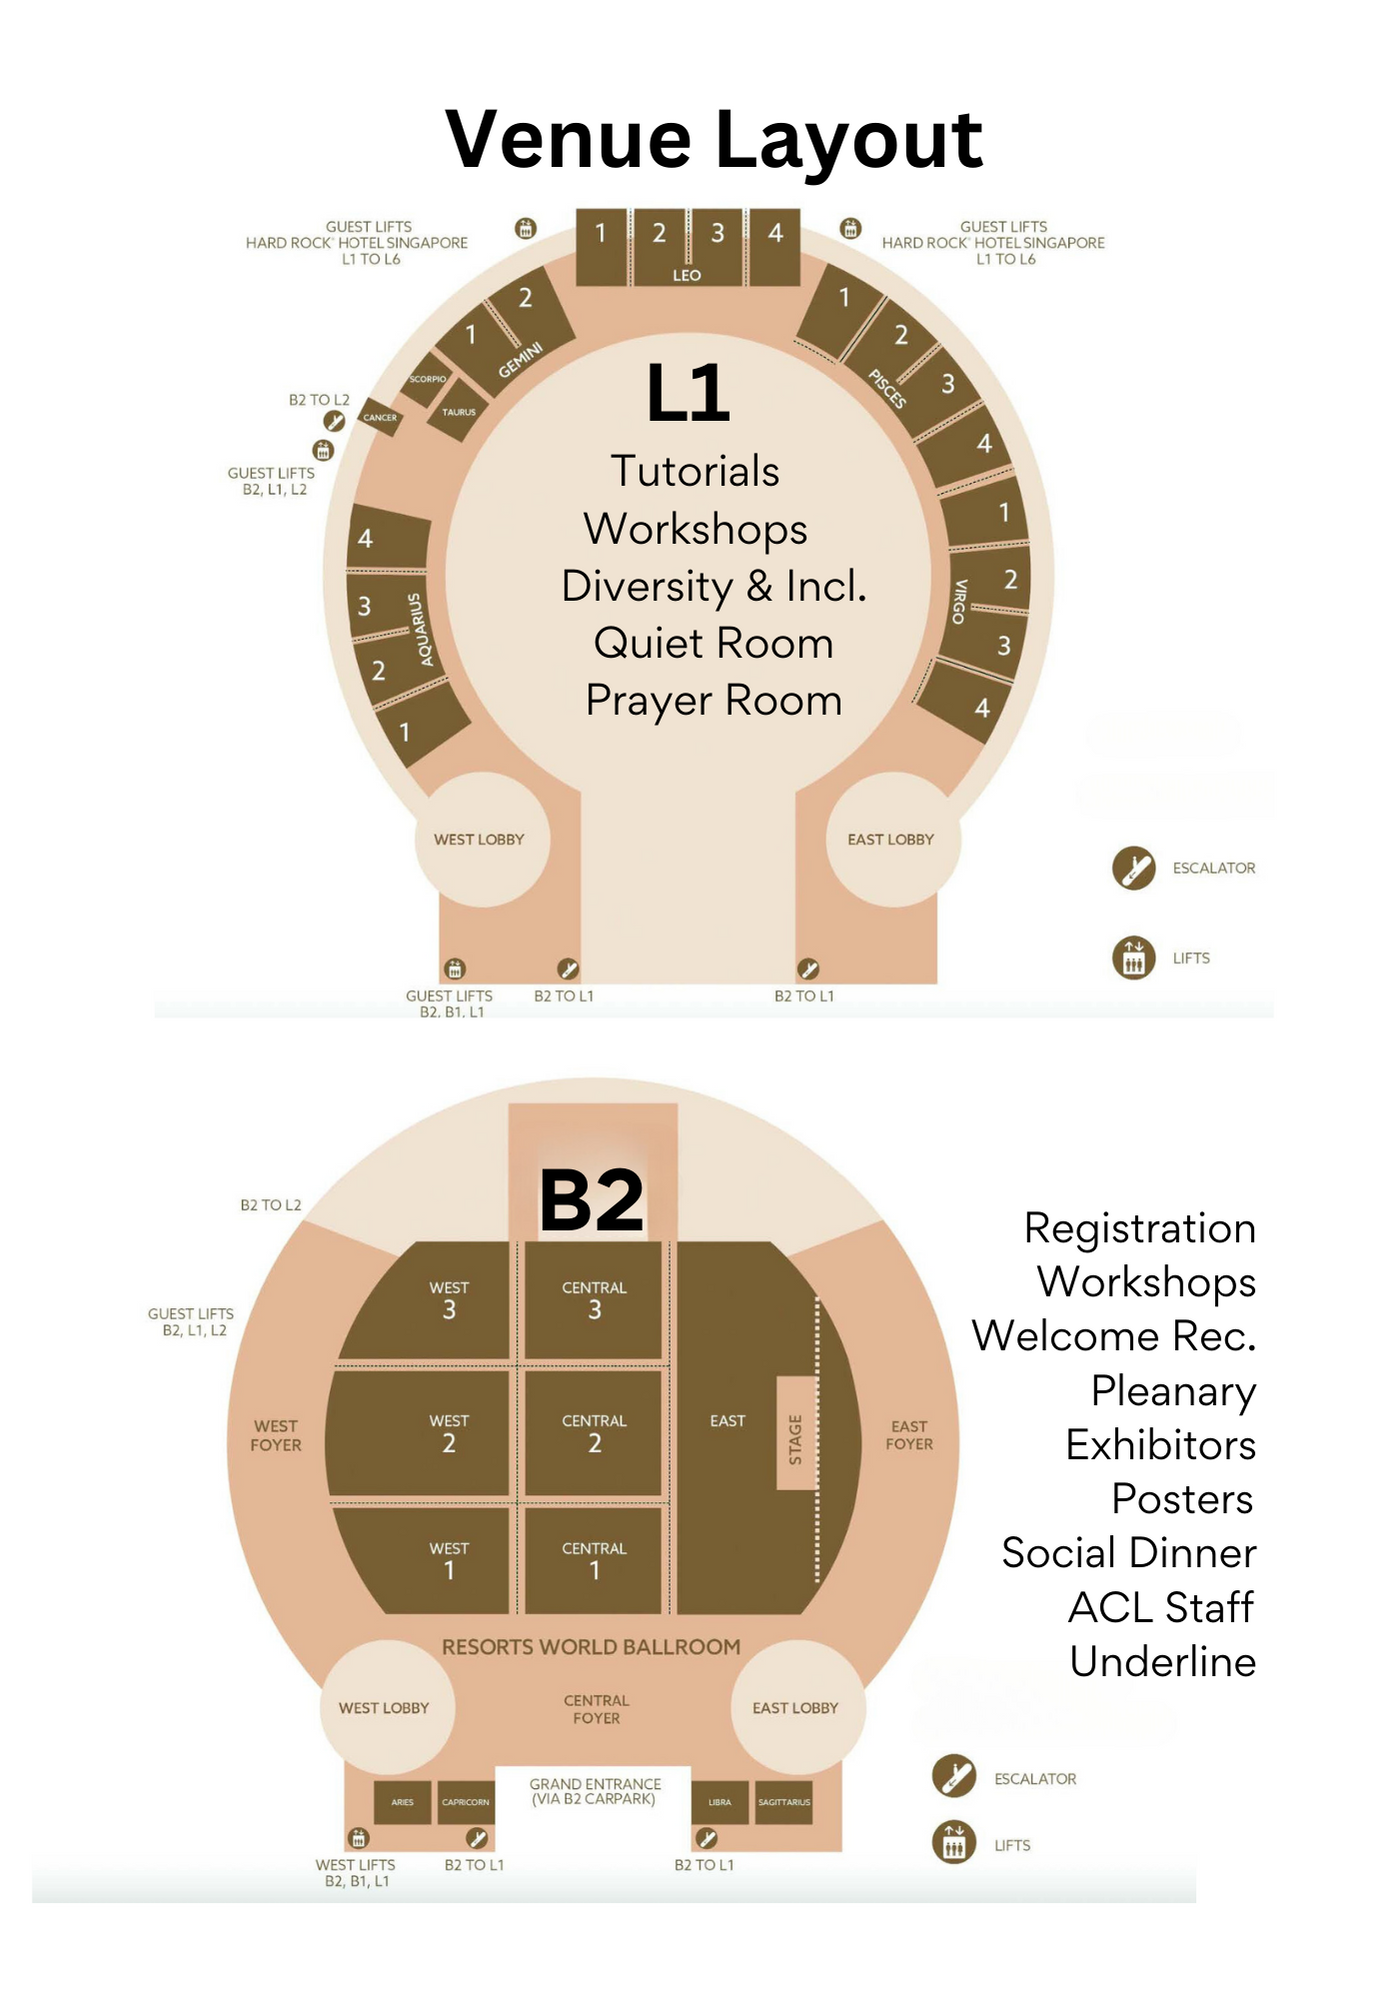 Venue Layout
GUEST LIFTS
HARD ROCK® HOTEL SINGAPORE
L1 TO L6
1 2 3 4
LEO
GUEST LIFTS
HARD ROCK® HOTEL SINGAPORE
L1 TO L6
2
1
GEMINI
SCORPIO
TAURUS
CANCER
B2 TO L2
GUEST LIFTS
B2, L1, L2
1
2
3
4
PISCES
1
2
3
4
VIRGO
4
3
2
1
AQUARIUS
L1
Tutorials
Workshops
Diversity & Incl.
Quiet Room
Prayer Room
WEST LOBBY
EAST LOBBY
ESCALATOR
LIFTS
GUEST LIFTS
B2, B1, L1
B2 TO L1
B2 TO L1
B2
B2 TO L2
GUEST LIFTS
B2, L1, L2
WEST
3
CENTRAL
3
WEST
FOYER
WEST
2
CENTRAL
2
EAST
STAGE
EAST
FOYER
WEST
1
CENTRAL
1
Registration
Workshops
Welcome Rec.
Pleanary
Exhibitors
Posters
Social Dinner
ACL Staff
Underline
RESORTS WORLD BALLROOM
WEST LOBBY
CENTRAL
FOYER
EAST LOBBY
GRAND ENTRANCE
(VIA B2 CARPARK)
ARIES
CAPRICORN
LIBRA
SAGITTARIUS
ESCALATOR
LIFTS
WEST LIFTS
B2, B1, L1
B2 TO L1
B2 TO L1